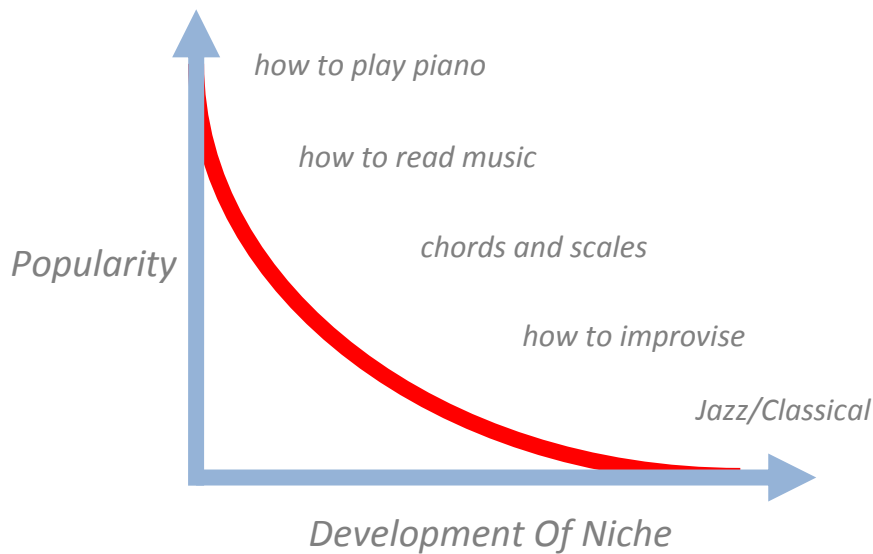 how to play piano
how to read music
chords and scales
Popularity
how to improvise
Jazz/Classical
Development Of Niche